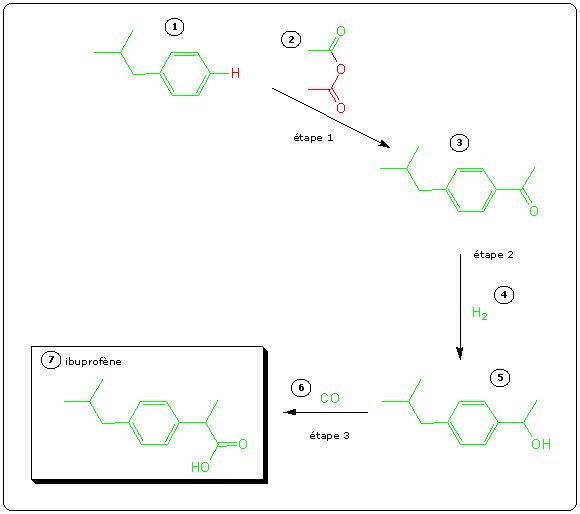 1
2
O
O
O
H
étape 1
3
O
étape 2
4
H2
5
OH
6
CO
étape 3
7 ibuprofène
O
HO